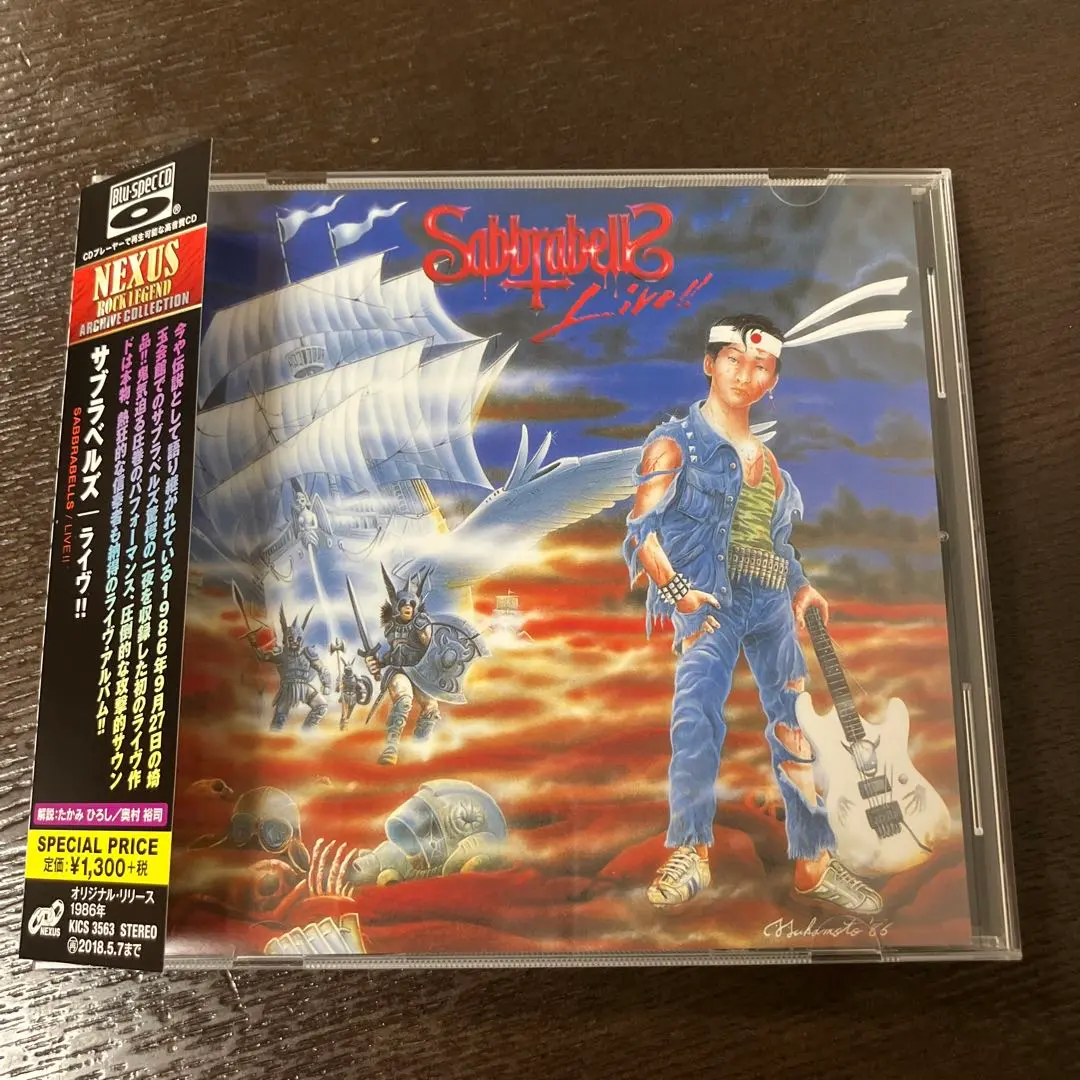 Blu-spec CD
®
CDプレーヤーで再生可能な高音質CD
NEXUS
ROCK LEGEND
ARCHIVE COLLECTION
サブラベルズ│ライヴ!!
SABBRABELLS / LIVE!!
今や伝説として語り継がれている1986年9月27日の埼
玉会館でのサブラベルズ驚愕の一夜を収録した初のライヴ作
品!!鬼気迫る圧巻のパフォーマンス、圧倒的な攻撃的サウン
ドは本物、熱狂的な信奉者も納得のライヴ・アルバム!!
解説:たかみ ひろし/奥村 裕司
SPECIAL PRICE
定価:¥1,300+税
オリジナル・リリース
1986年
NEXUS
KICS 3563 STEREO
Ⓟ2018.5.7まで
Sabbrabells
Live!!